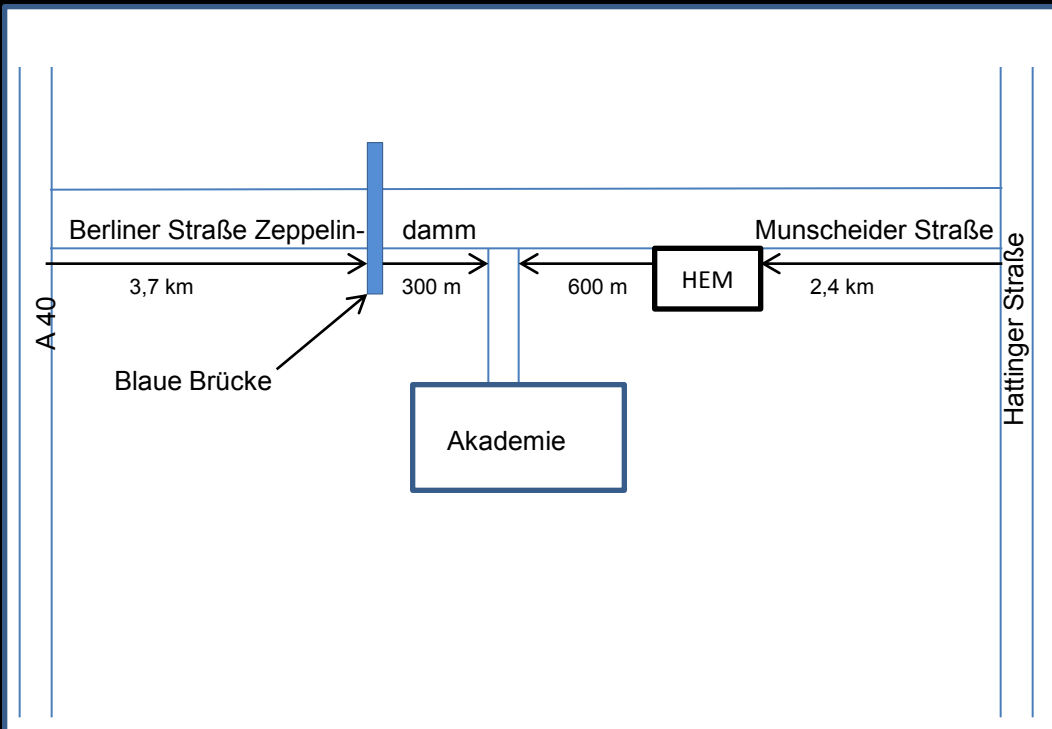 Berliner Straße Zeppelin- damm
Munscheider Straße
3,7 km
300 m
600 m
HEM
2,4 km
A 40
Hattinger Straße
Blaue Brücke
Akademie